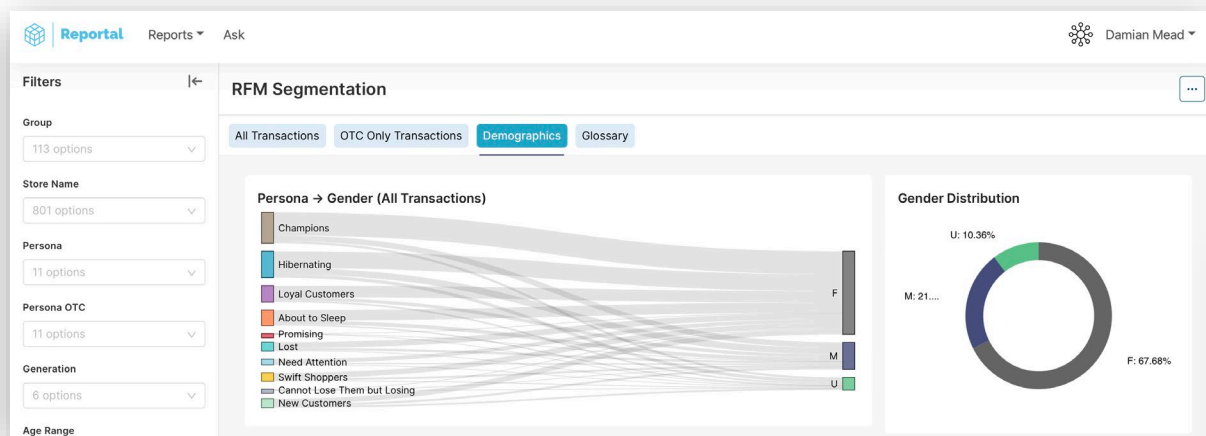 Reportal
Reports
Ask
Damian Mead
Filters
Group
113 options
Store Name
801 options
Persona
11 options
Persona OTC
11 options
Generation
6 options
Age Range
RFM Segmentation
...
All Transactions
OTC Only Transactions
Demographics
Glossary
Persona → Gender (All Transactions)
Champions
Hibernating
Loyal Customers
About to Sleep
Promising
Lost
Need Attention
Swift Shoppers
Cannot Lose Them but Losing
New Customers
F
M
U
Gender Distribution
U: 10.36%
M: 21....
F: 67.68%